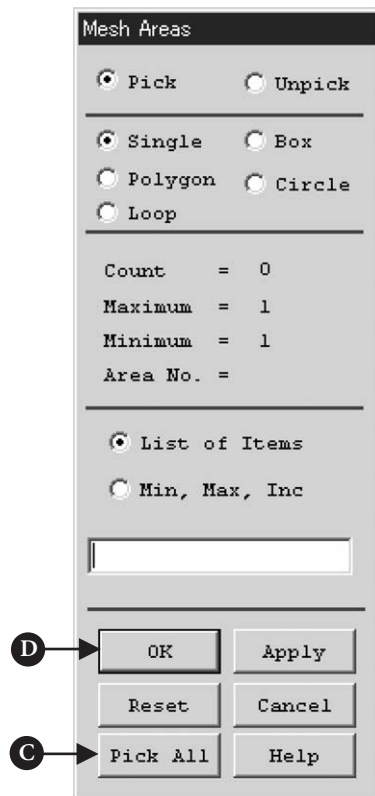 Mesh Areas
Pick Unpick
Single Box
Polygon Circle
Loop
Count = 0
Maximum = 1
Minimum = 1
Area No. =
List of Items
Min, Max, Inc
D OK Apply
Reset Cancel
C Pick All Help